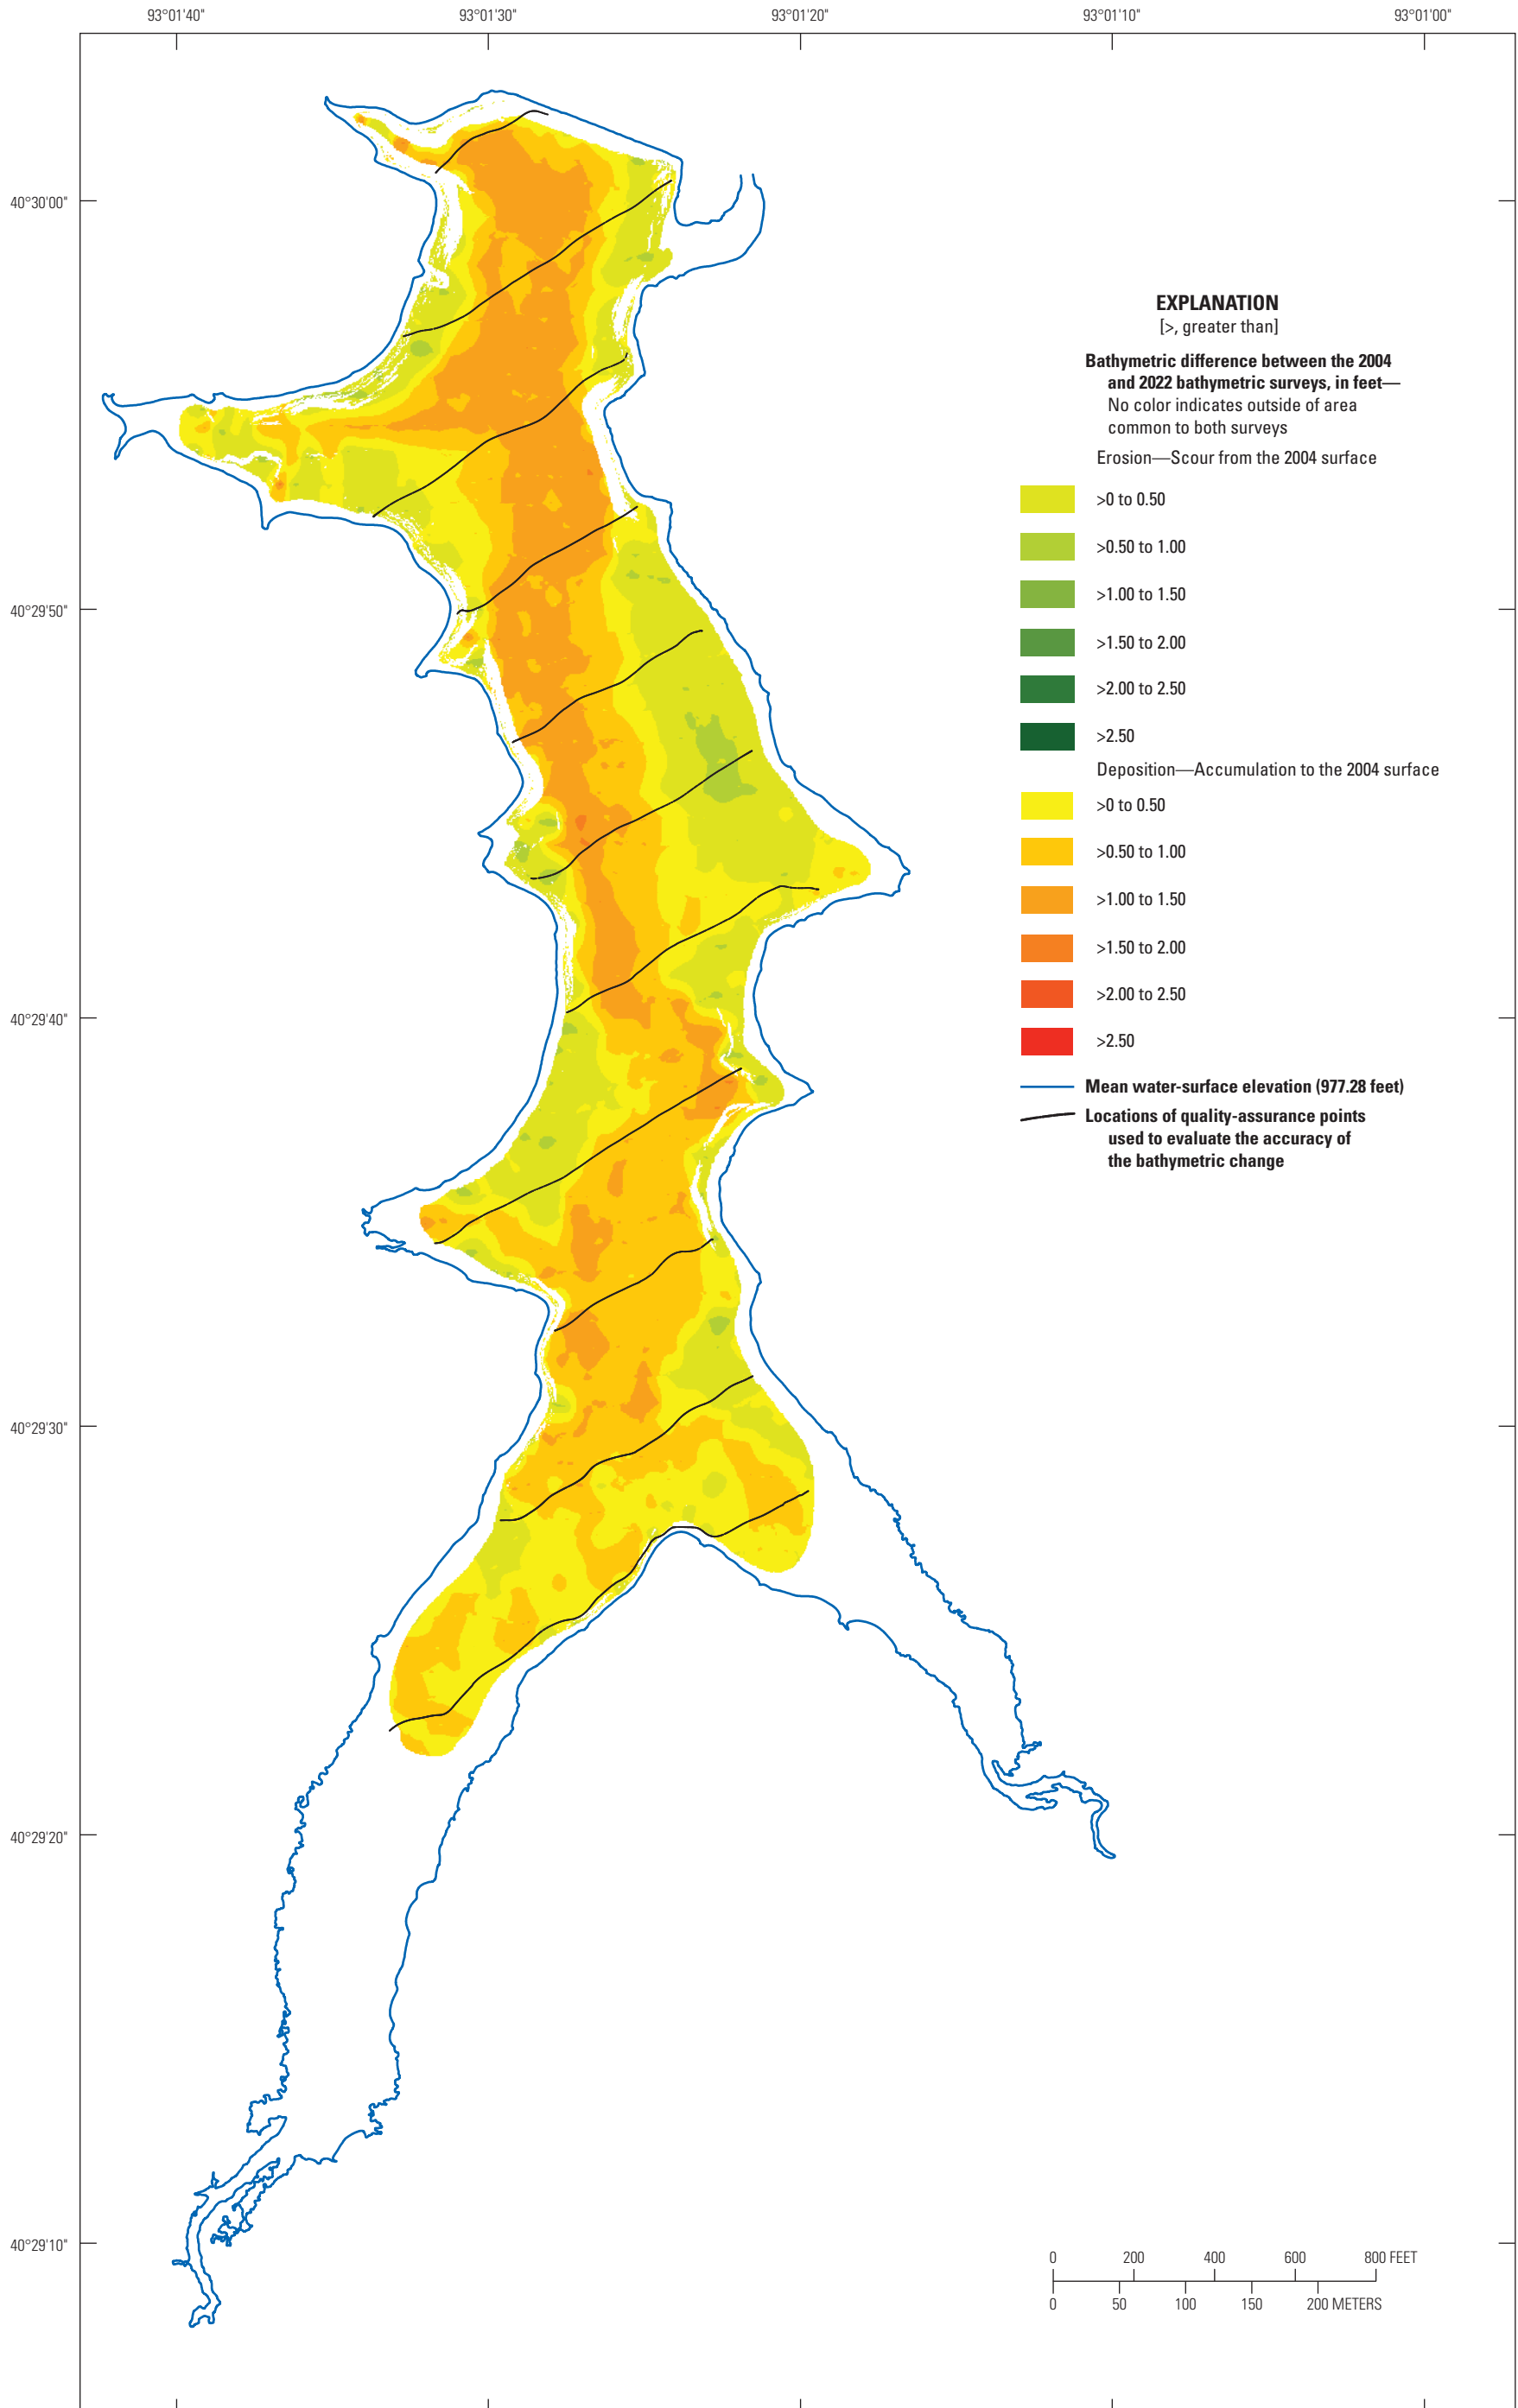 93°01'40" 93°01'30" 93°01'20" 93°01'10" 93°01'00"
40°30'00"
40°29'50"
40°29'40"
40°29'30"
40°29'20"
40°29'10"
EXPLANATION
[>, greater than]
Bathymetric difference between the 2004
and 2022 bathymetric surveys, in feet—
No color indicates outside of area
common to both surveys
Erosion—Scour from the 2004 surface
>0 to 0.50
>0.50 to 1.00
>1.00 to 1.50
>1.50 to 2.00
>2.00 to 2.50
>2.50
Deposition—Accumulation to the 2004 surface
>0 to 0.50
>0.50 to 1.00
>1.00 to 1.50
>1.50 to 2.00
>2.00 to 2.50
>2.50
Mean water-surface elevation (977.28 feet)
Locations of quality-assurance points
used to evaluate the accuracy of
the bathymetric change
0 200 400 600 800 FEET
0 50 100 150 200 METERS